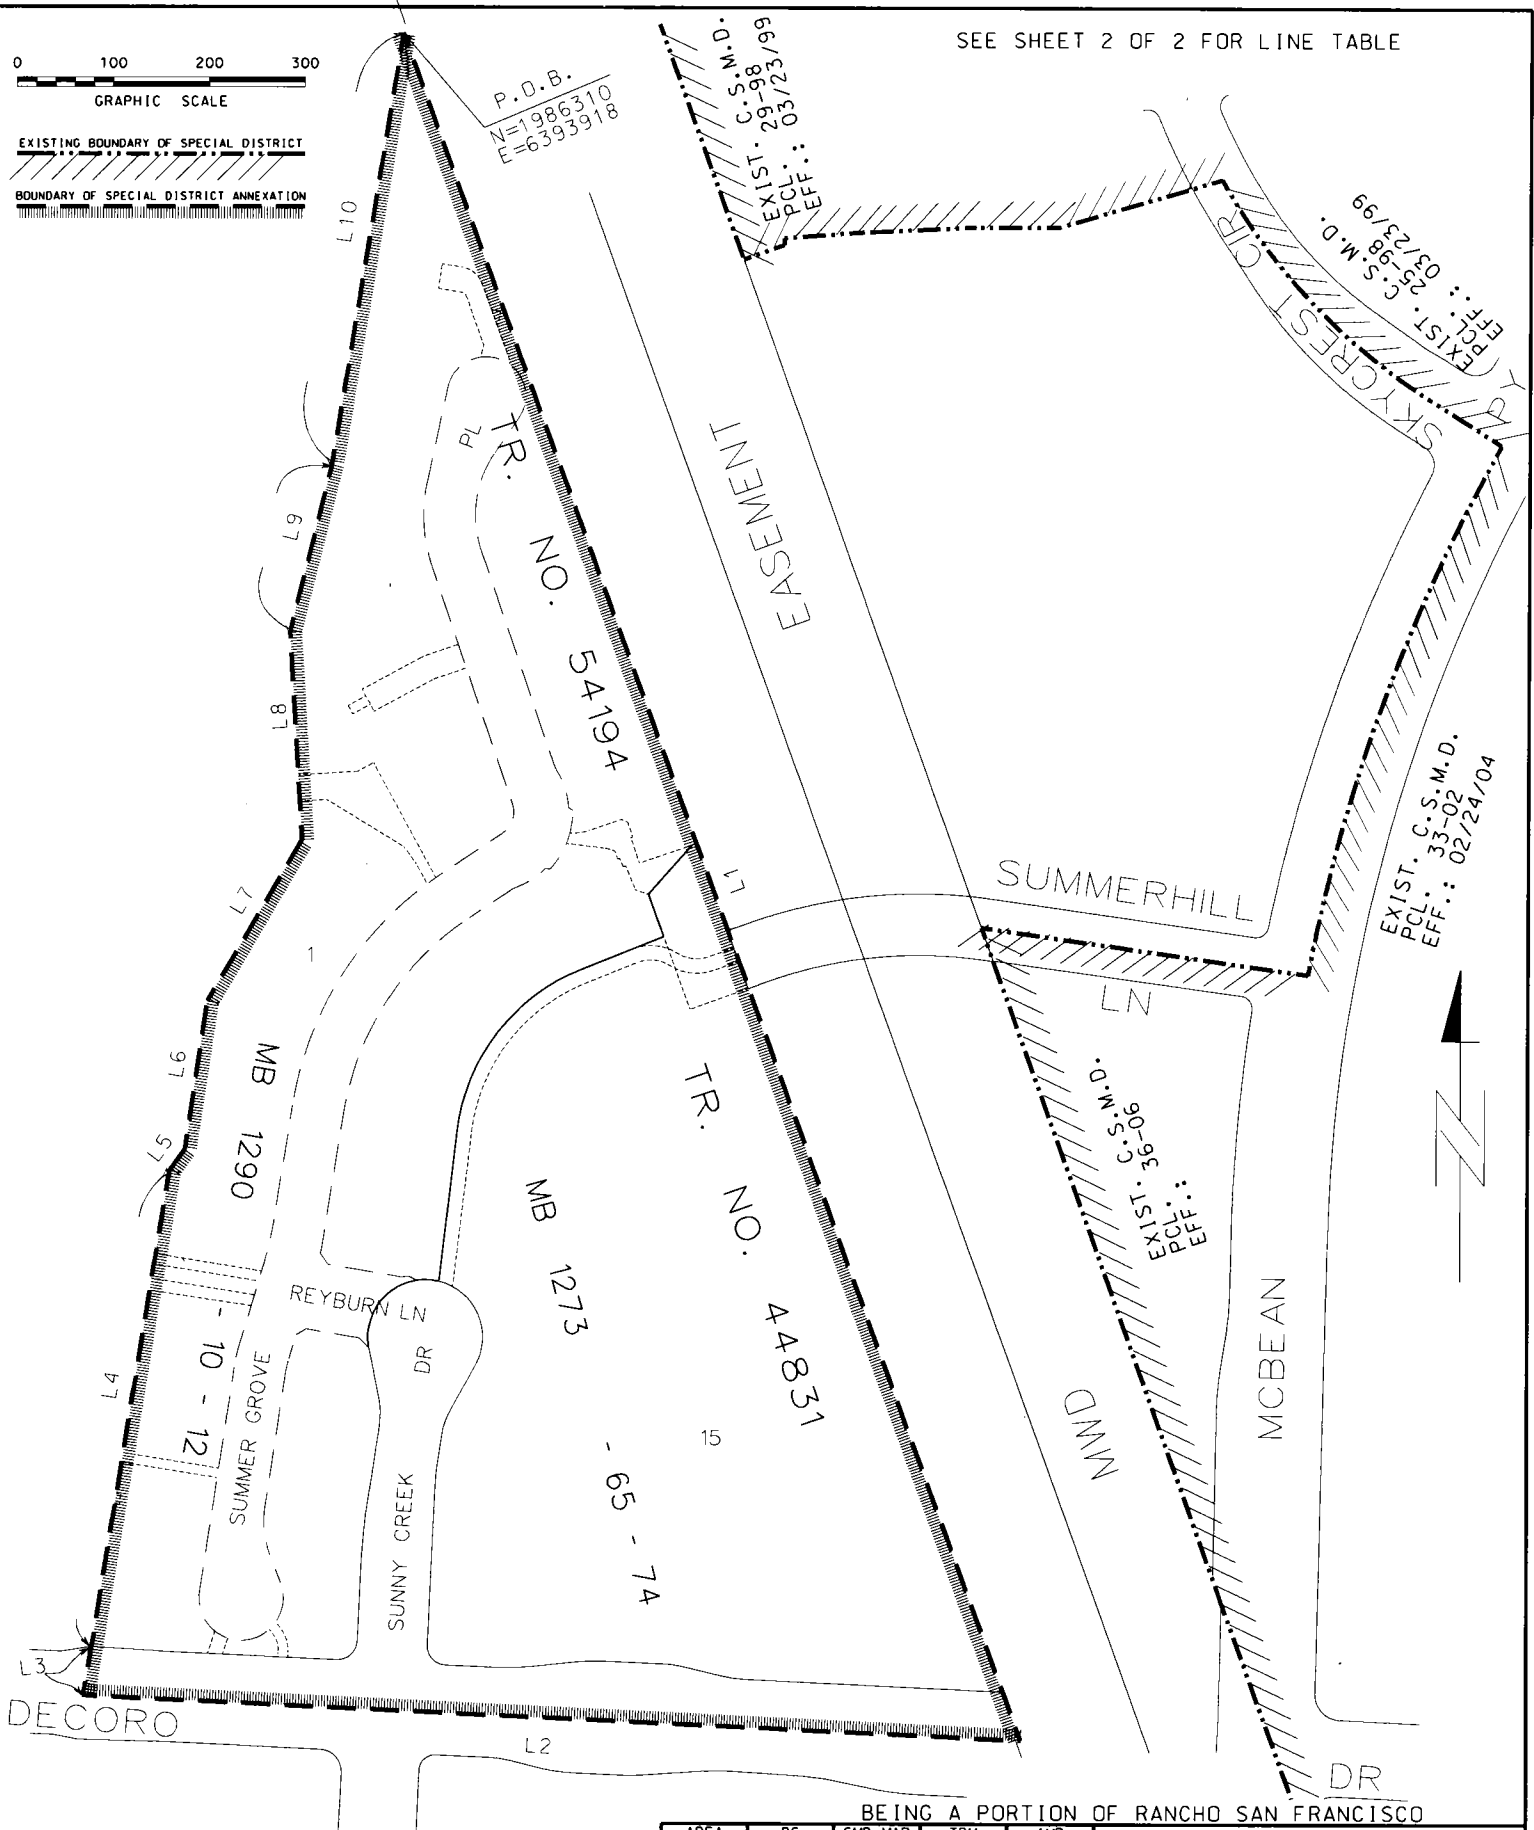 SEE SHEET 2 OF 2 FOR LINE TABLE
0 100 200 300
GRAPHIC SCALE
EXISTING BOUNDARY OF SPECIAL DISTRICT
BOUNDARY OF SPECIAL DISTRICT ANNEXATION
P.O.B.
N=1986310
E=6393918
EXIST. C.S.M.D.
PCL.: 29-98
EFF.: 03/23/99
EXIST. C.S.M.D.
PCL.: 25-98
EFF.: 03/23/99
SKYCREST CIR
PKY
L10
L9
L8
L7
L6
L5
L4
L3
L2
L1
PL
TR. NO. 54194
EASEMENT
SUMMERHILL
LN
EXIST. C.S.M.D.
PCL. 33-02
EFF.: 02/24/04
1
MB 1290 - 10 - 12
TR. NO. 44831
MB 1273 - 65 - 74
15
EXIST. C.S.M.D.
PCL.: 36-06
EFF.:
MWD
MCBEAN
N
REYBURN LN
DR
SUMMER GROVE
SUNNY CREEK
DECORO
DR
BEING A PORTION OF RANCHO SAN FRANCISCO